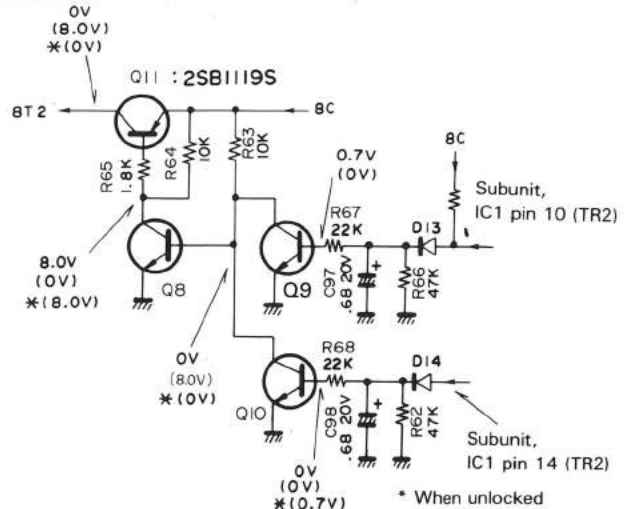 0V
(8.0V)
*(0V)
Q11 : 2SB1119S
8T2
8C
R65
1.8K
R64
10K
R63
10K
0.7V
(0V)
8C
Subunit,
IC1 pin 10 (TR2)
R67
22K
D13
C97
.68 20V
+
R66
47K
8.0V
(0V)
*(8.0V)
Q8
Q9
0V
(8.0V)
*(0V)
R68
22K
D14
Q10
C98
.68 20V
+
R62
47K
Subunit,
IC1 pin 14 (TR2)
0V
(0V)
*(0.7V)
* When unlocked